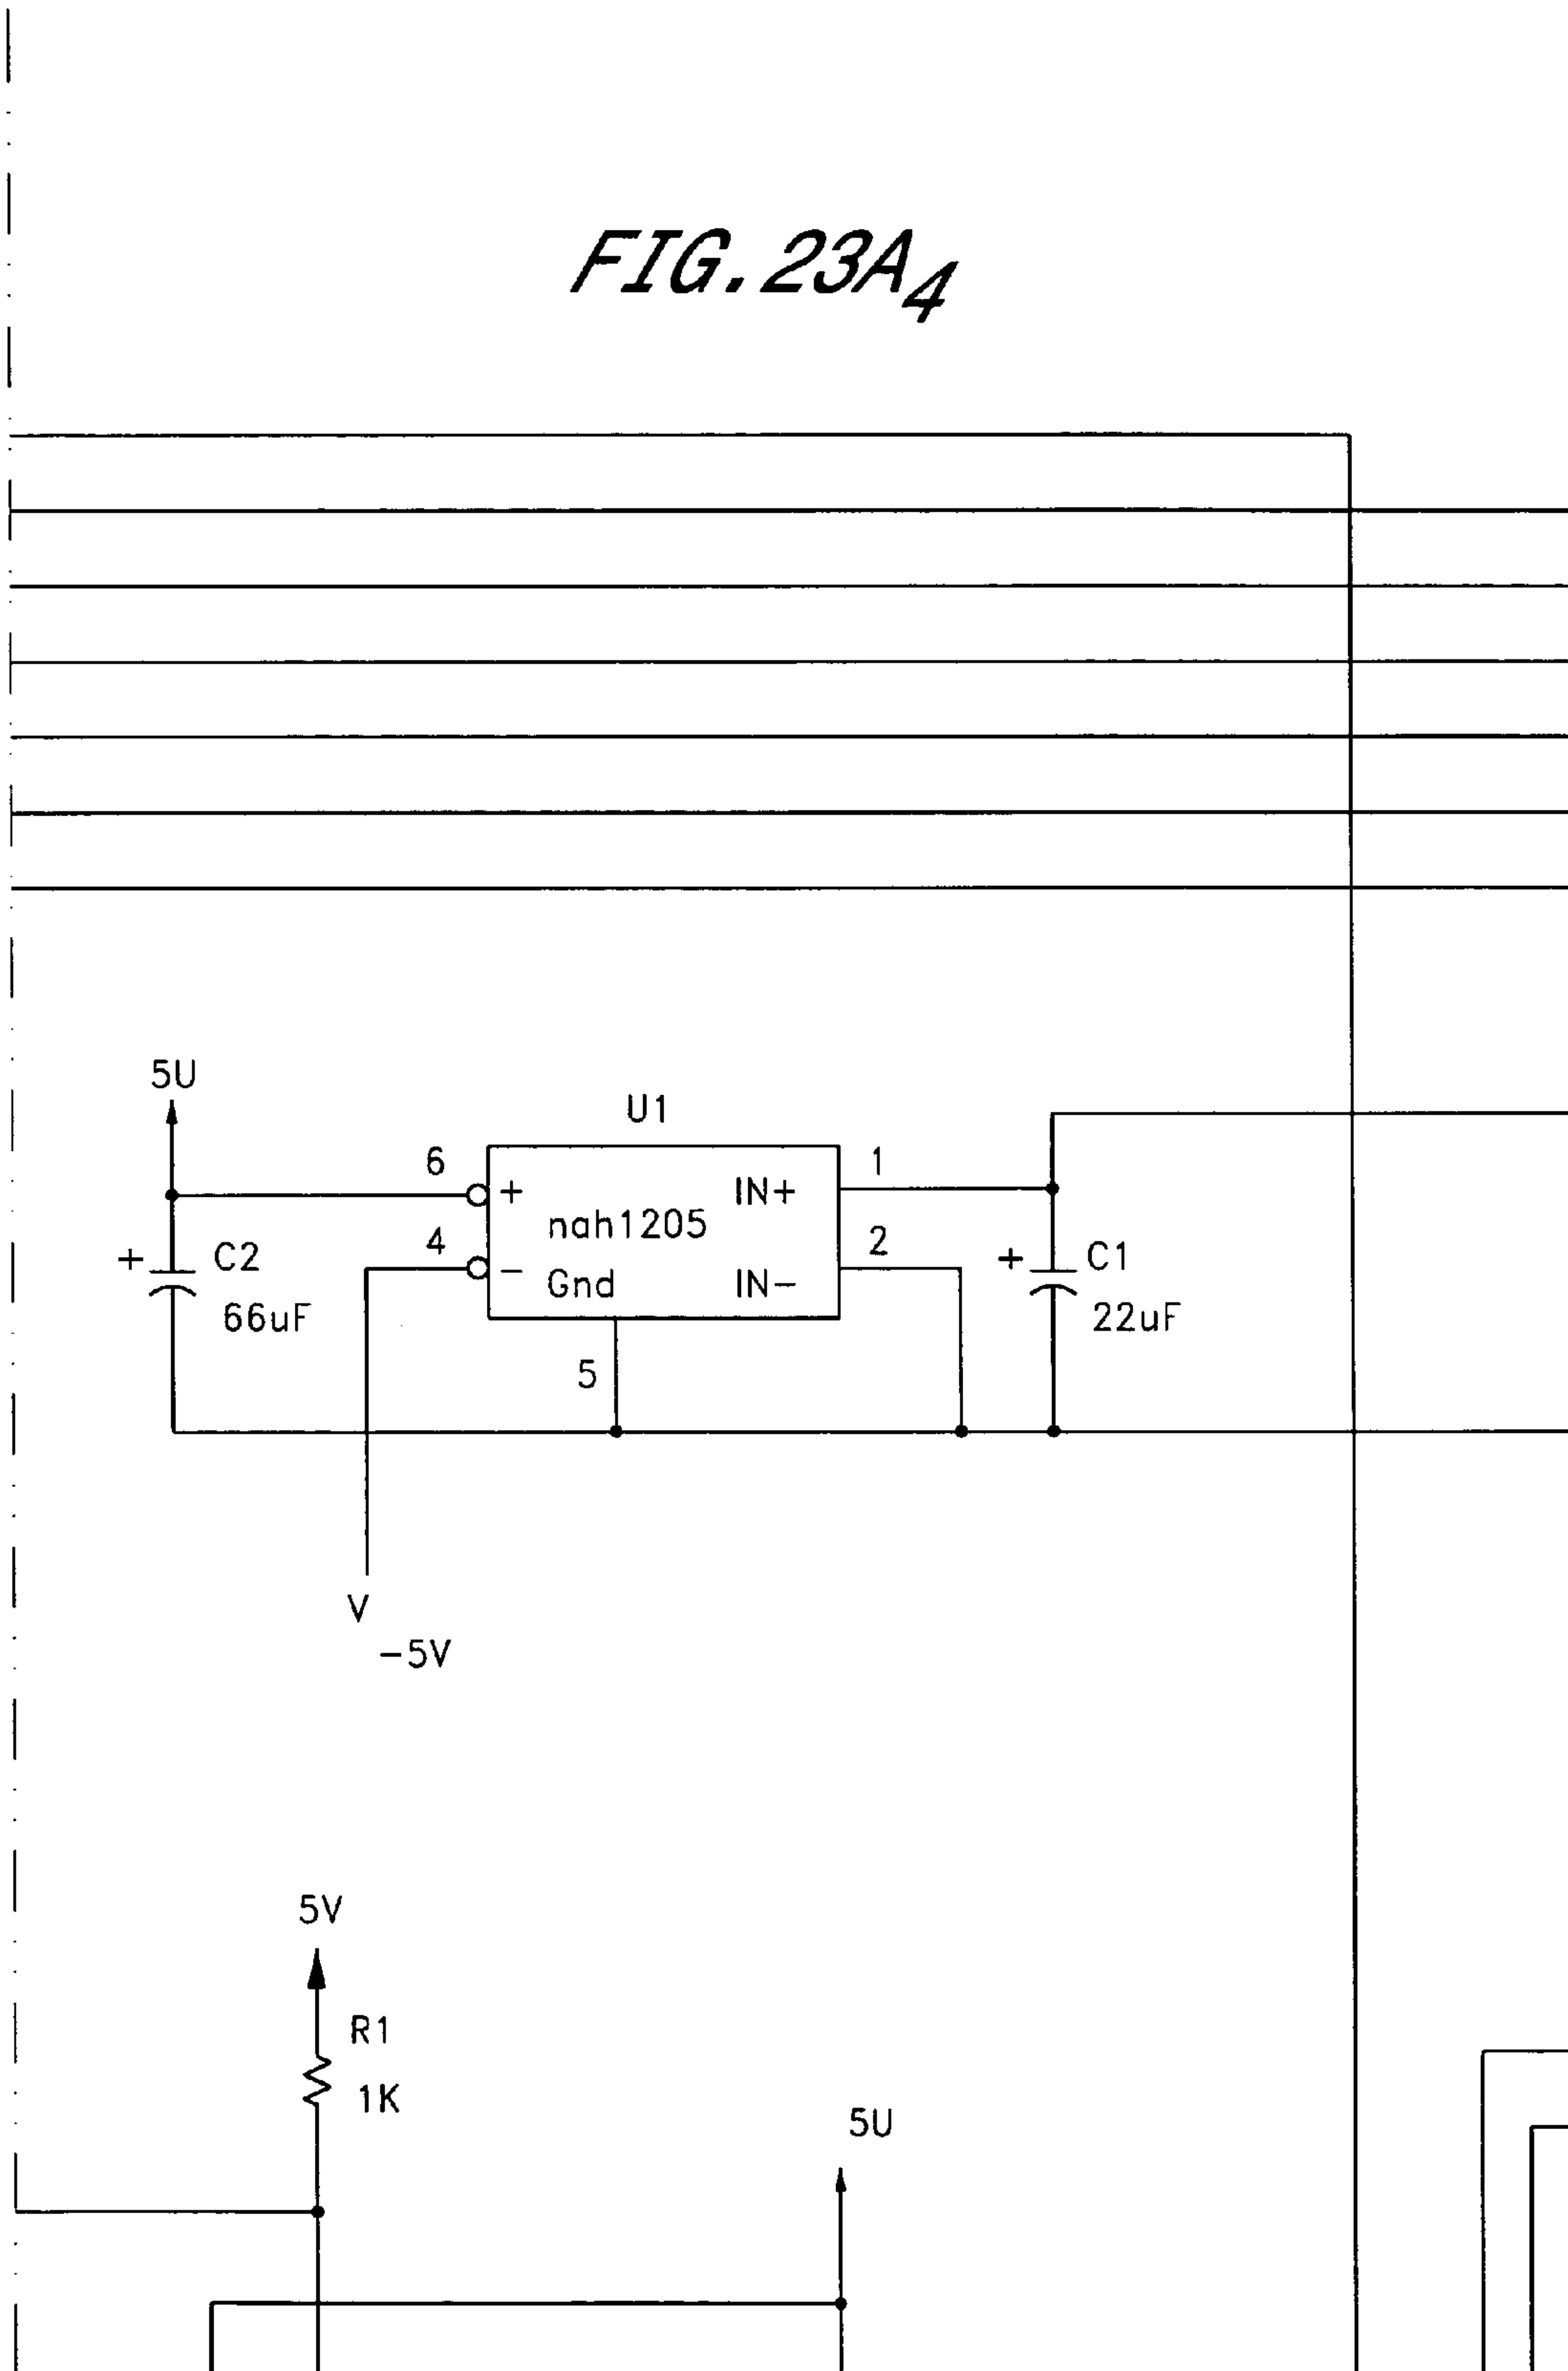 FIG.23A4
5U
U1
6
+
IN+
1
nah1205
4
-
Gnd
IN-
2
+
C2
66uF
+
C1
22uF
5
V
-5V
5V
R1
1K
5U